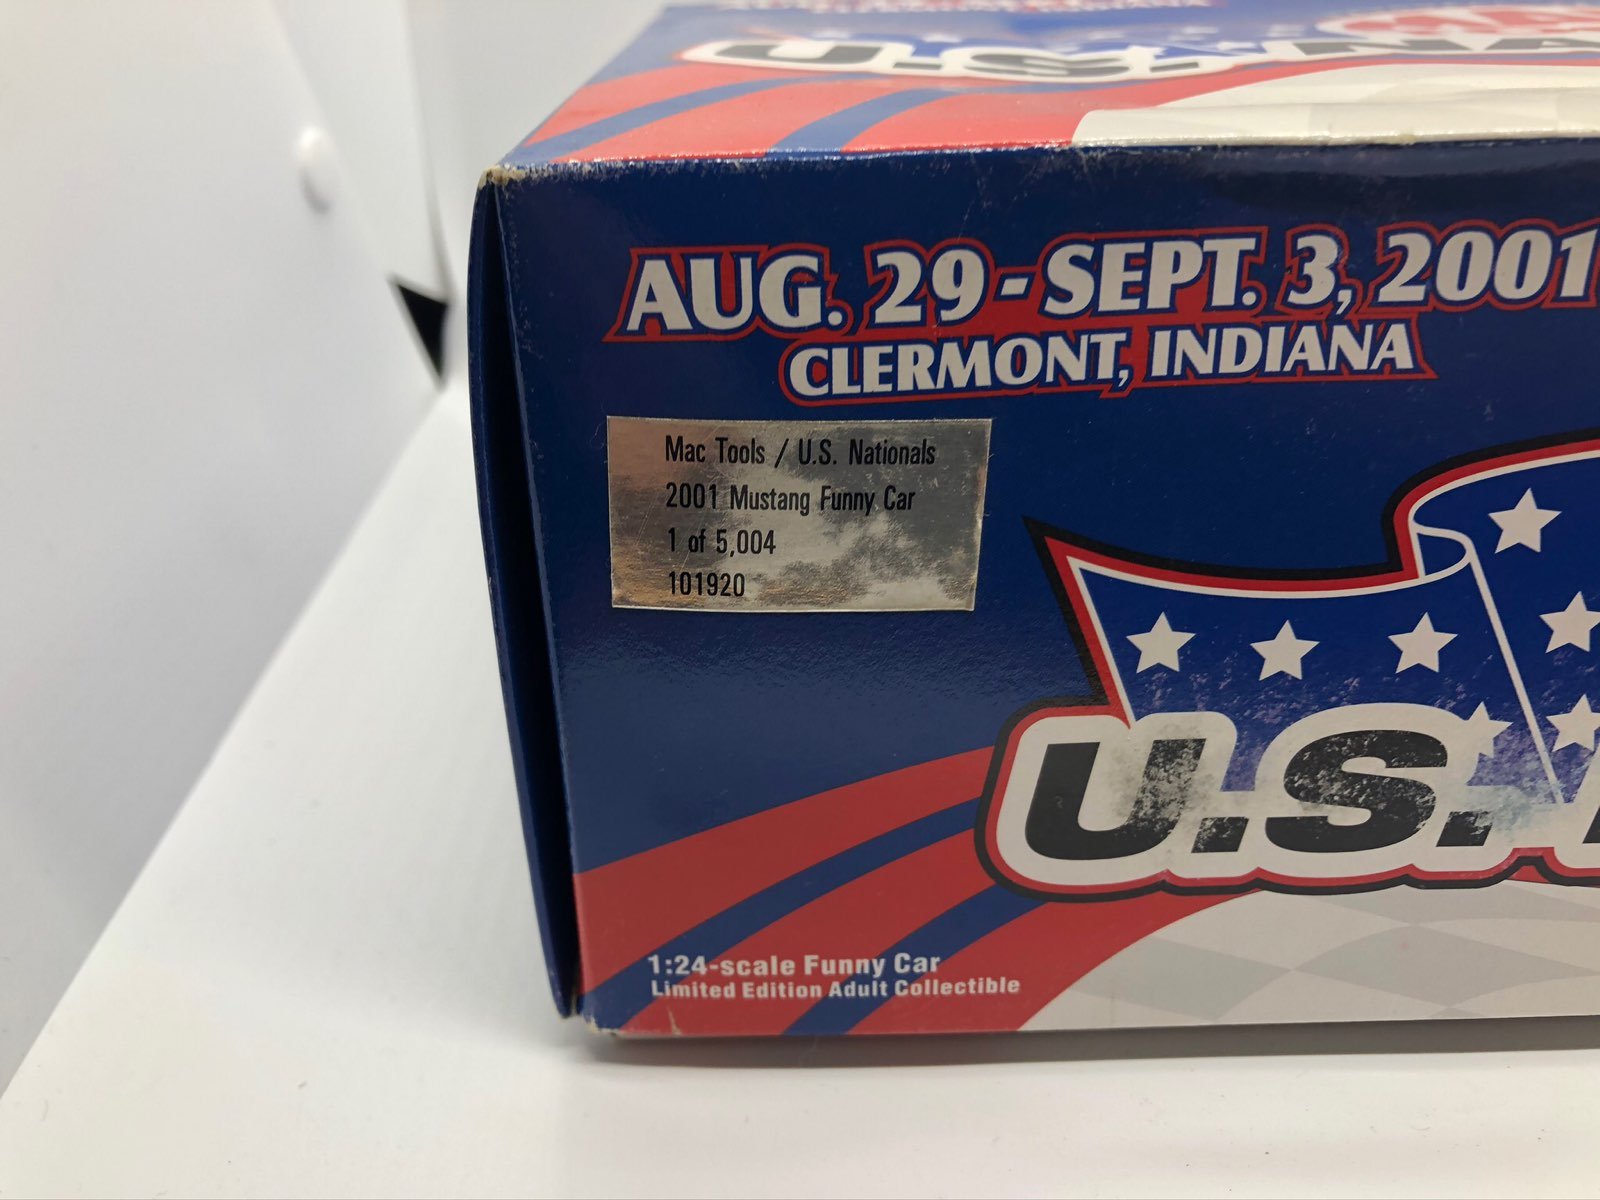 U.S. NA
AUG. 29 - SEPT. 3, 2001
CLERMONT, INDIANA
Mac Tools / U.S. Nationals
2001 Mustang Funny Car
1 of 5,004
101920
U.S.
1:24-scale Funny Car
Limited Edition Adult Collectible